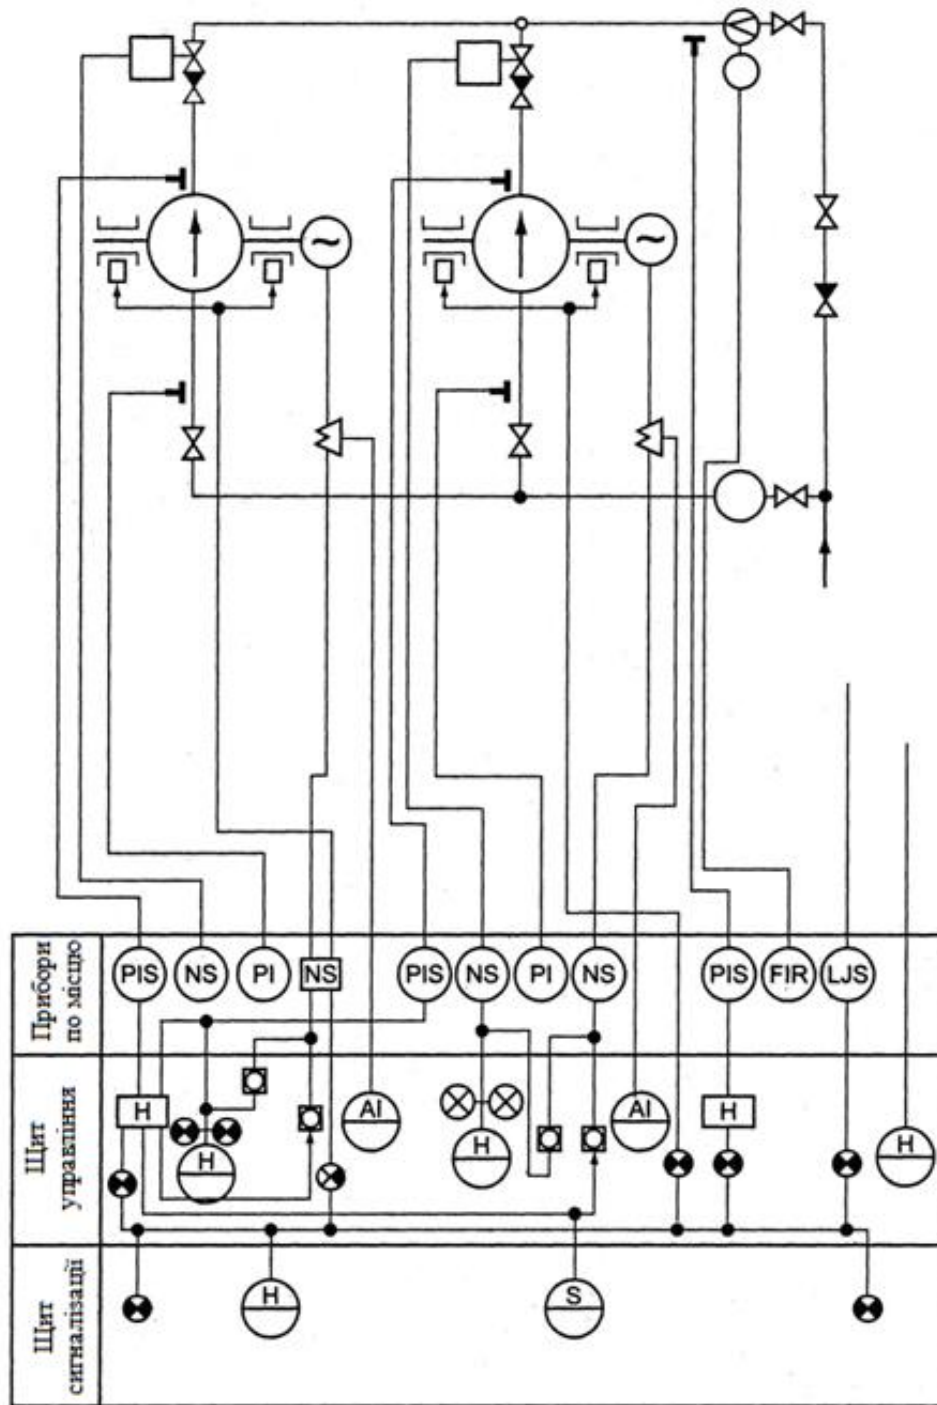 ~
~
Прибори
по місцю
PIS
NS
PI
NS
PIS
NS
PI
NS
PIS
FIR
LJS
Щит
управління
H
H
AI
H
AI
H
H
Щит
сигналізації
H
S